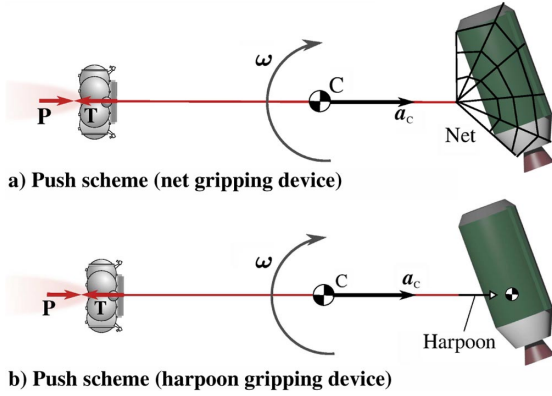 ω
C
P
T
a_c
Net
a) Push scheme (net gripping device)
ω
C
a_c
P
T
Harpoon
b) Push scheme (harpoon gripping device)